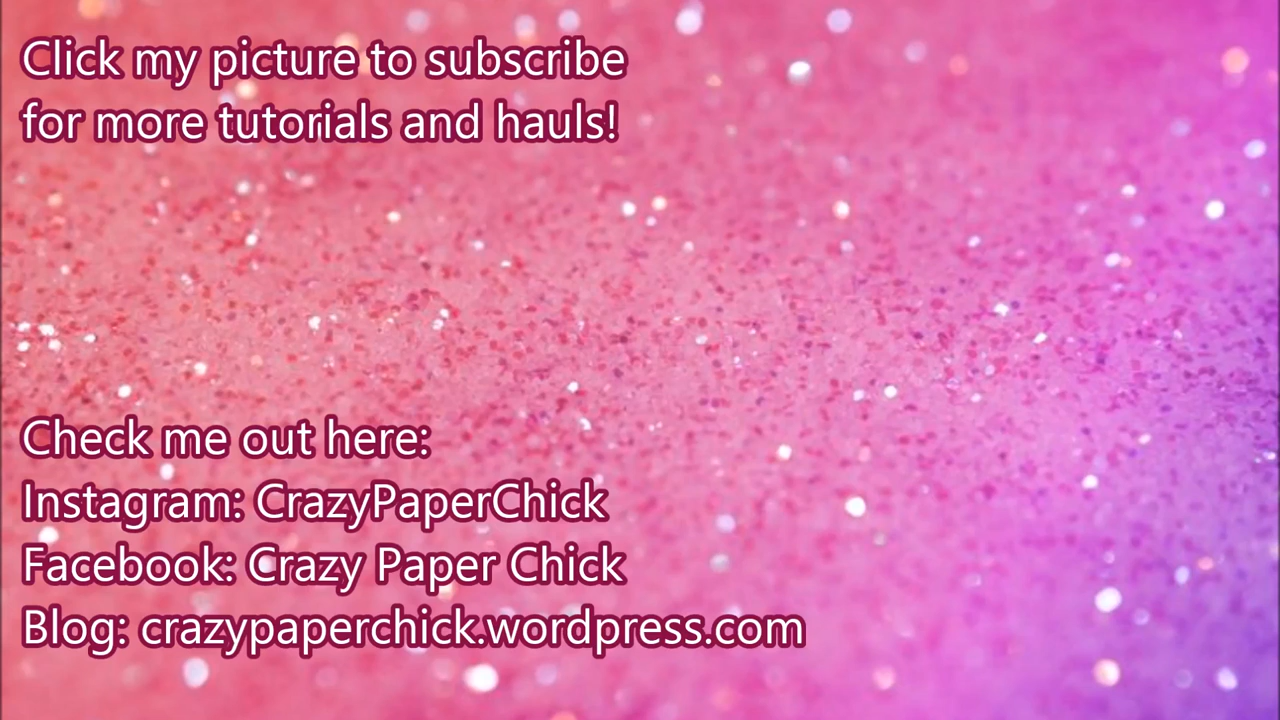 Click my picture to subscribe
for more tutorials and hauls!
Check me out here:
Instagram: CrazyPaperChick
Facebook: Crazy Paper Chick
Blog: crazypaperchick.wordpress.com